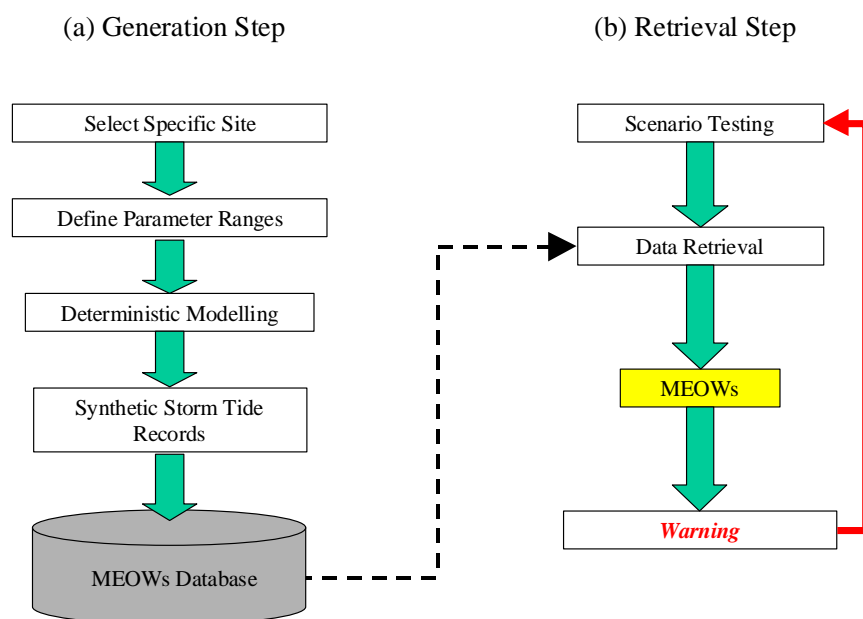 (a) Generation Step
Select Specific Site
Define Parameter Ranges
Deterministic Modelling
Synthetic Storm Tide
Records
MEOWs Database
(b) Retrieval Step
Scenario Testing
Data Retrieval
MEOWs
Warning